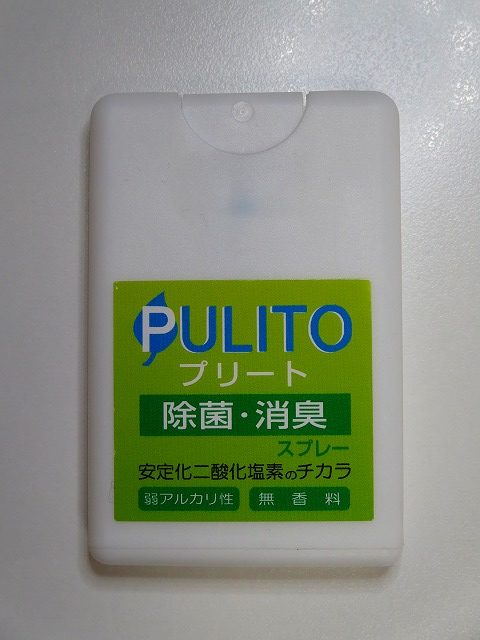 PULITO
プリート
除菌・消臭
スプレー
安定化二酸化塩素のチカラ
弱アルカリ性 無香料